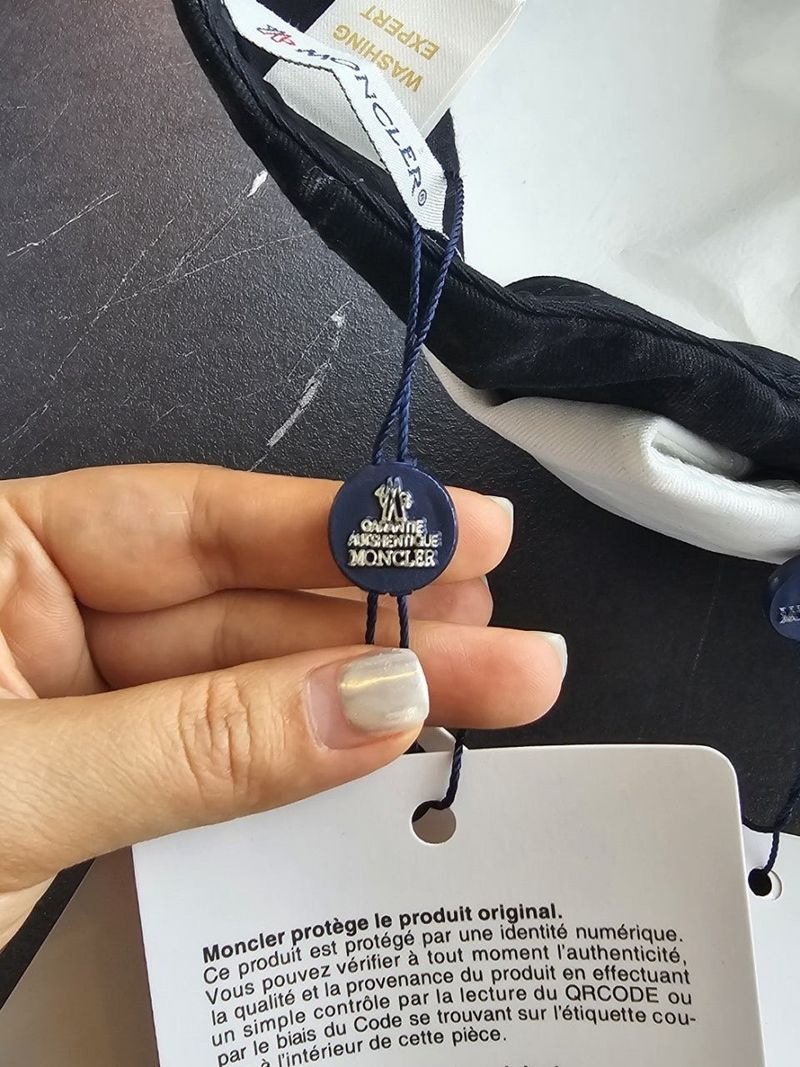 WASHING
EXPERT
MONCLER®
GARANTIE
AUTHENTIQUE
MONCLER
Moncler protège le produit original.
Ce produit est protégé par une identité numérique.
Vous pouvez vérifier à tout moment l'authenticité,
la qualité et la provenance du produit en effectuant
un simple contrôle par la lecture du QRCODE ou
par le biais du Code se trouvant sur l'étiquette cou-
à l'intérieur de cette pièce.